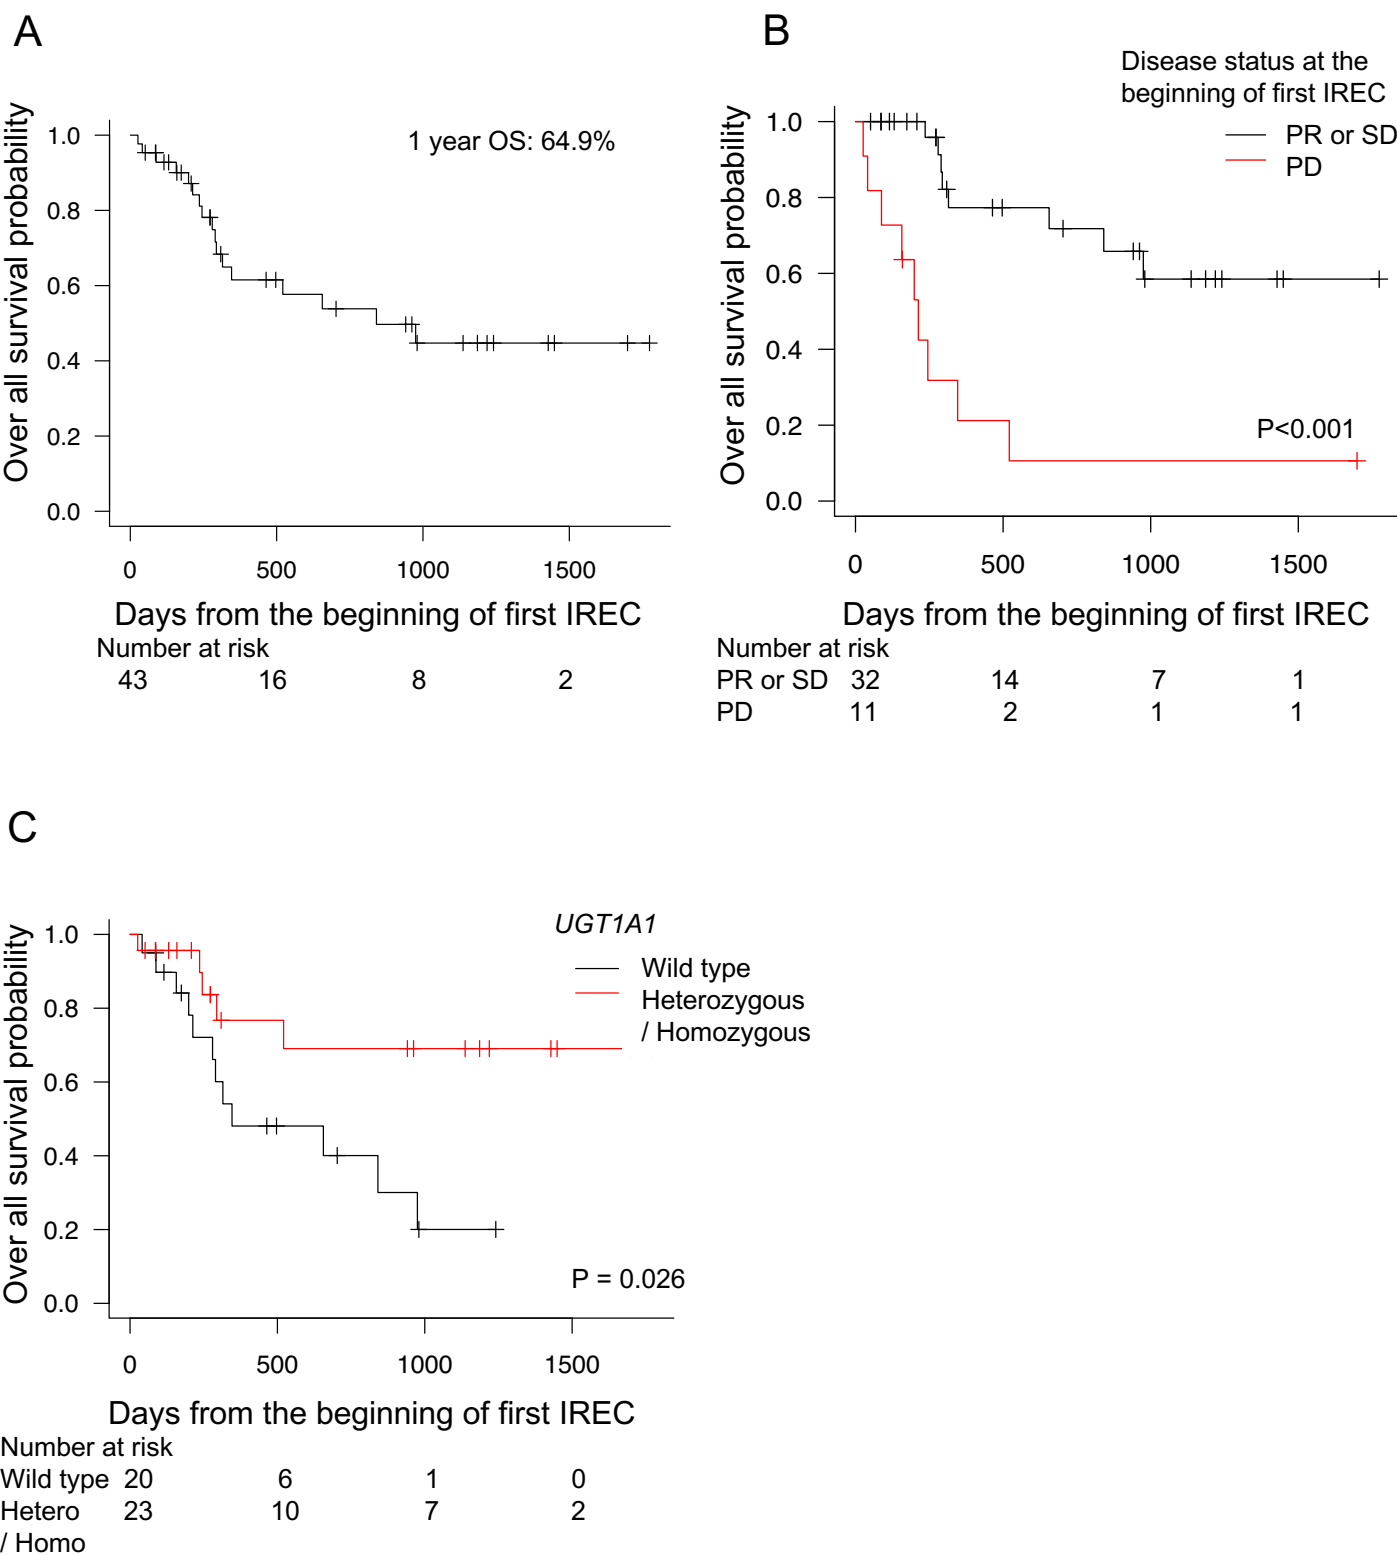 A
Over all survival probability
1.0
0.8
0.6
0.4
0.2
0.0
1 year OS: 64.9%
0 500 1000 1500
Days from the beginning of first IREC
Number at risk
43 16 8 2
B
Disease status at the
beginning of first IREC
PR or SD
PD
Over all survival probability
1.0
0.8
0.6
0.4
0.2
0.0
P<0.001
0 500 1000 1500
Days from the beginning of first IREC
Number at risk
PR or SD 32 14 7 1
PD 11 2 1 1
C
UGT1A1
Wild type
Heterozygous
/ Homozygous
Over all survival probability
1.0
0.8
0.6
0.4
0.2
0.0
P = 0.026
0 500 1000 1500
Days from the beginning of first IREC
Number at risk
Wild type 20 6 1 0
Hetero 23 10 7 2
/ Homo